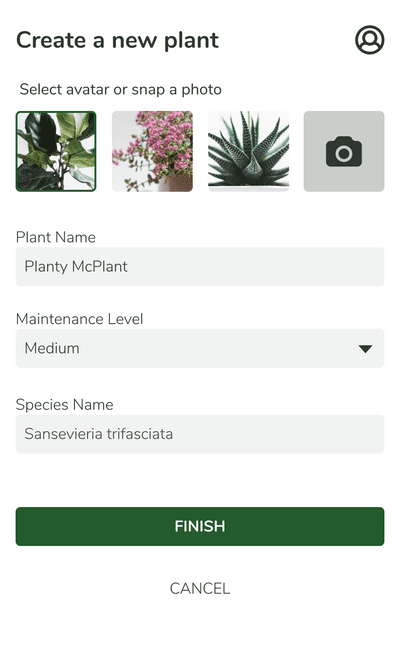 Create a new plant
Select avatar or snap a photo
Plant Name
Planty McPlant
Maintenance Level
Medium
Species Name
Sansevieria trifasciata
FINISH
CANCEL